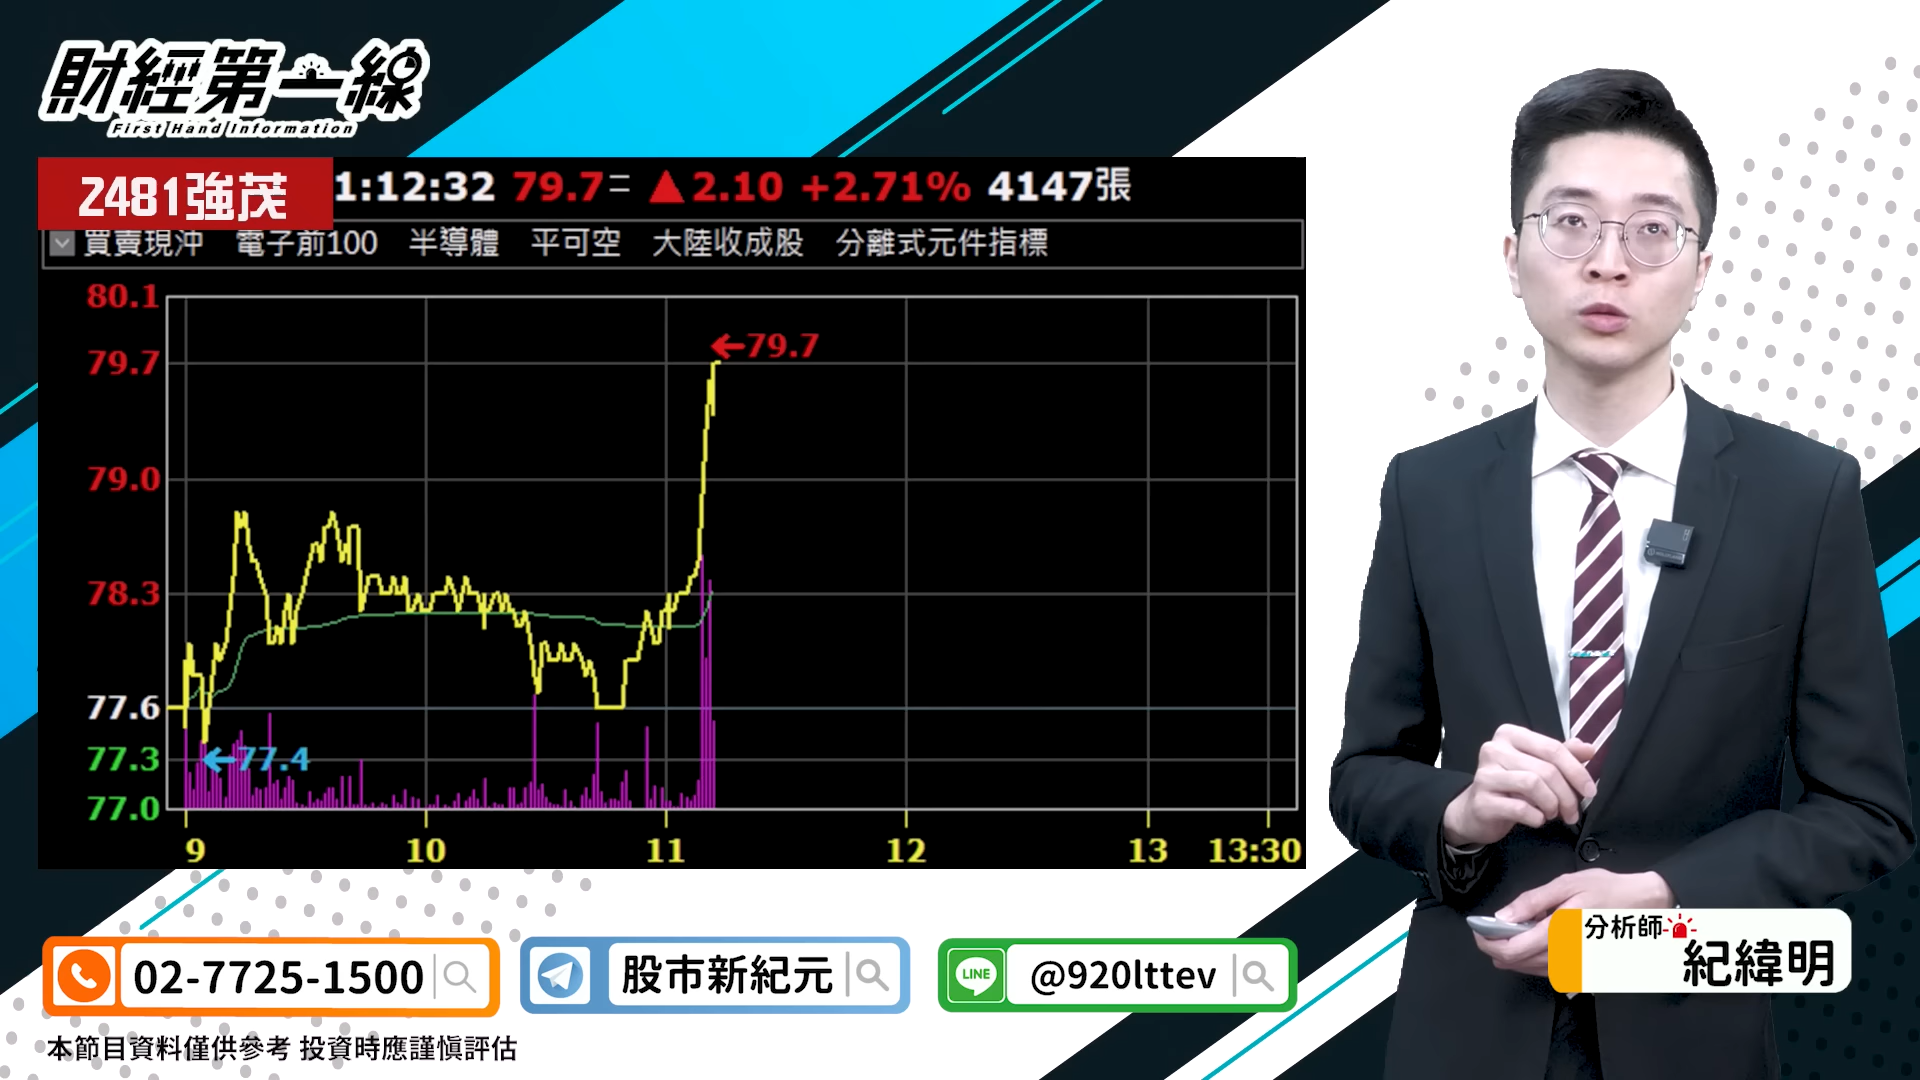 財經第一線
First Hand Information
2481強茂
1:12:32 79.7= ▲2.10 +2.71% 4147張
買賣現沖 電子前100 半導體 平可空 大陸收成股 分離式元件指標
80.1
79.7
79.0
78.3
77.6
77.3
77.0
←79.7
←77.4
9 10 11 12 13 13:30
分析師
紀緯明
02-7725-1500
股市新紀元
LINE
@920lttev
本節目資料僅供參考 投資時應謹慎評估